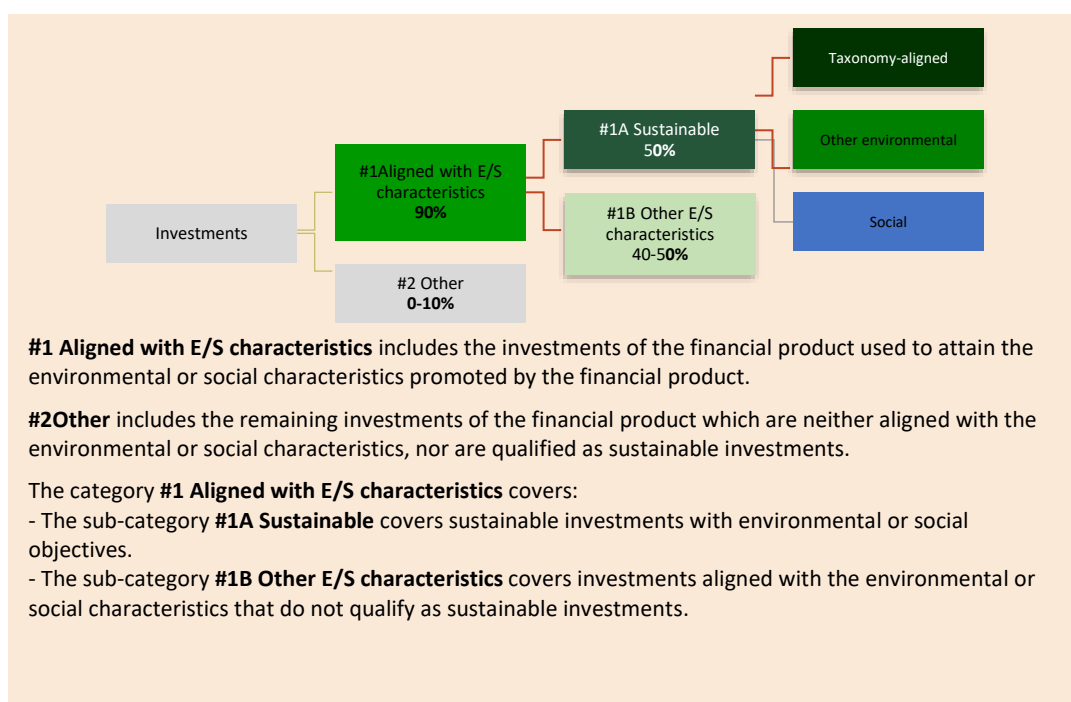 Taxonomy-aligned
#1A Sustainable
50%
Other environmental
#1Aligned with E/S
characteristics
90%
#1B Other E/S
characteristics
40-50%
Social
Investments
#2 Other
0-10%
#1 Aligned with E/S characteristics includes the investments of the financial product used to attain the
environmental or social characteristics promoted by the financial product.
#2Other includes the remaining investments of the financial product which are neither aligned with the
environmental or social characteristics, nor are qualified as sustainable investments.
The category #1 Aligned with E/S characteristics covers:
- The sub-category #1A Sustainable covers sustainable investments with environmental or social
objectives.
- The sub-category #1B Other E/S characteristics covers investments aligned with the environmental or
social characteristics that do not qualify as sustainable investments.